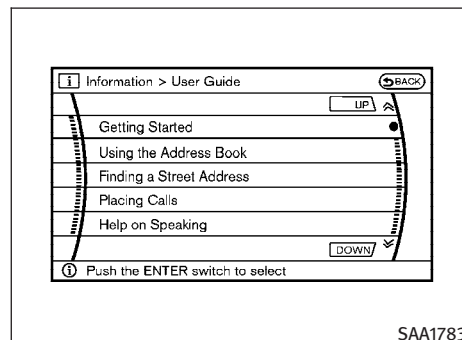 i Information > User Guide BACK
UP
Getting Started
Using the Address Book
Finding a Street Address
Placing Calls
Help on Speaking
DOWN
i Push the ENTER switch to select
SAA1783